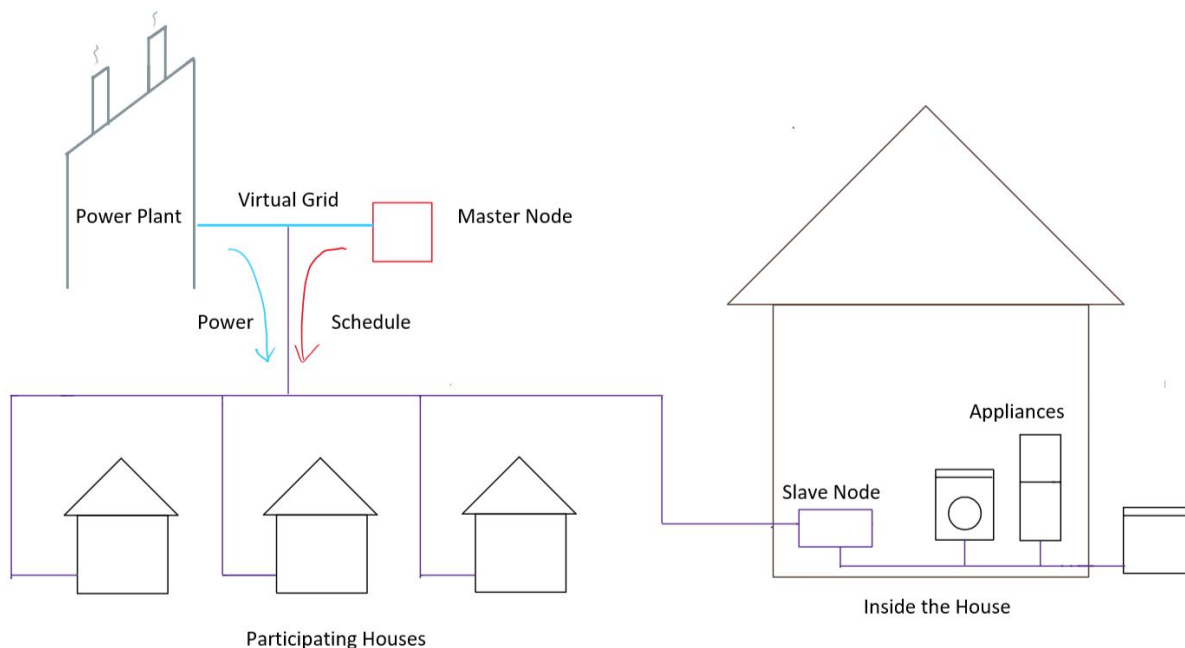 Virtual Grid
Power Plant
Master Node
Power
Schedule
Appliances
Slave Node
Inside the House
Participating Houses